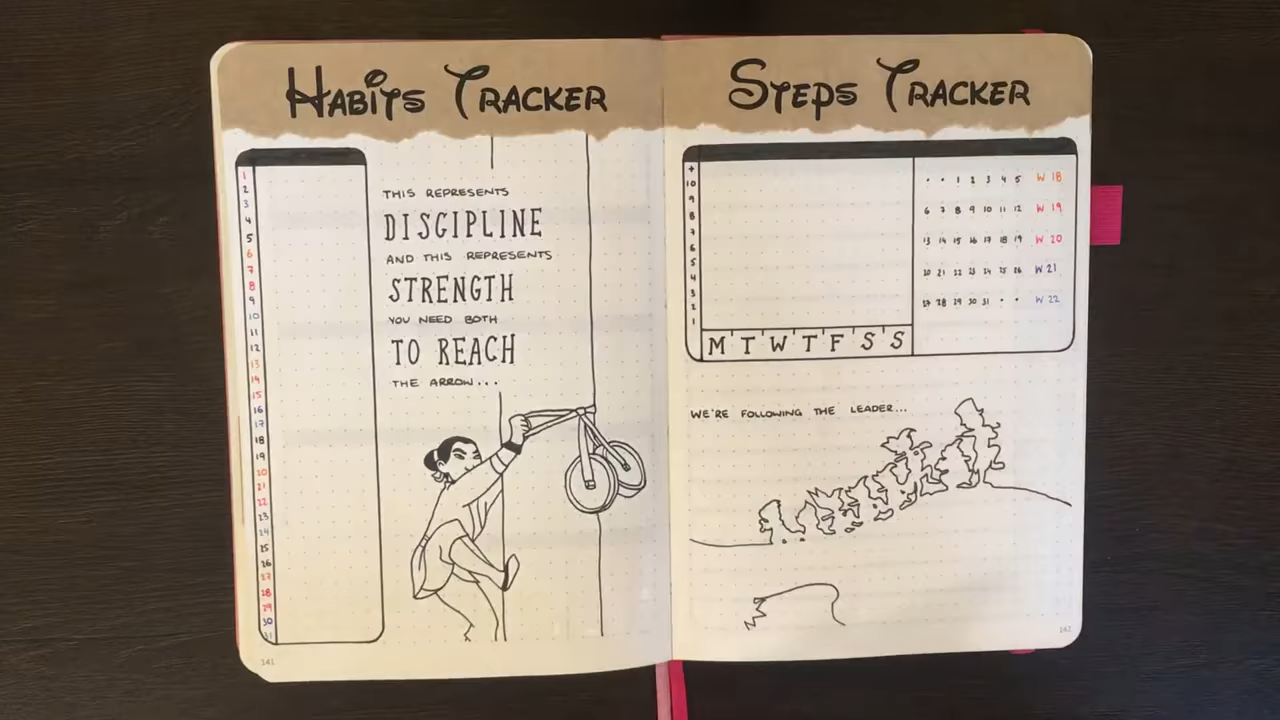 HABITS TRACKER
1
2
3
4
5
6
7
8
9
10
11
12
13
14
15
16
17
18
19
20
21
22
23
24
25
26
27
28
29
30
31
THIS REPRESENTS
DISCIPLINE
AND THIS REPRESENTS
STRENGTH
YOU NEED BOTH
TO REACH
THE ARROW...
141
STEPS TRACKER
+
10
9
8
7
6
5
4
3
2
1
M T W T F S S
• • 1 2 3 4 5 W 18
6 7 8 9 10 11 12 W 19
13 14 15 16 17 18 19 W 20
20 21 22 23 24 25 26 W 21
27 28 29 30 31 • • W 22
WE'RE FOLLOWING THE LEADER...
142